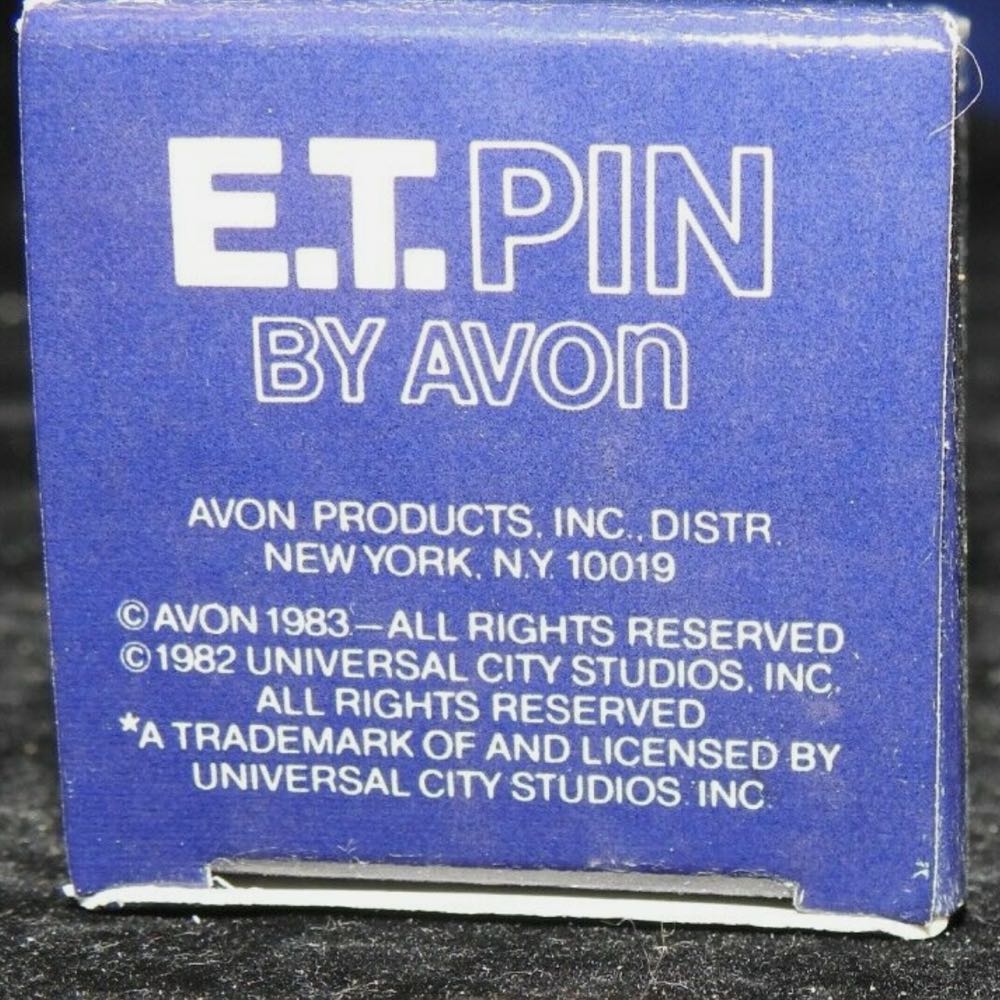 E.T. PIN
BY AVON
AVON PRODUCTS, INC., DISTR.
NEW YORK, N.Y. 10019
© AVON 1983.—ALL RIGHTS RESERVED
© 1982 UNIVERSAL CITY STUDIOS, INC.
ALL RIGHTS RESERVED
*A TRADEMARK OF AND LICENSED BY
UNIVERSAL CITY STUDIOS. INC.